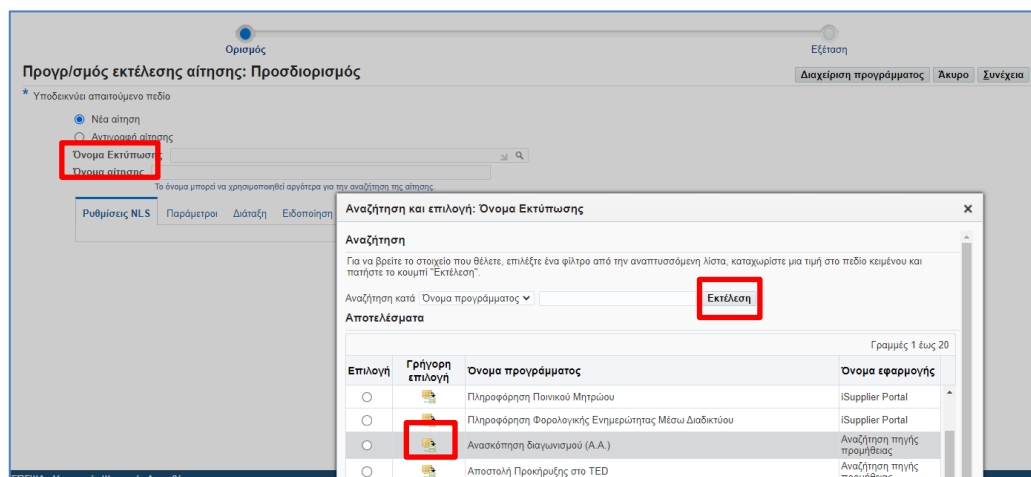 Ορισμός
Εξέταση
Προγρ/σμός εκτέλεσης αίτησης: Προσδιορισμός
Διαχείριση προγράμματος Άκυρο Συνέχεια
* Υποδεικνύει απαιτούμενο πεδίο
Νέα αίτηση
Αντιγραφή αίτησης
Όνομα Εκτύπωσης
Όνομα αίτησης
Το όνομα μπορεί να χρησιμοποιηθεί αργότερα για την αναζήτηση της αίτησης.
Ρυθμίσεις NLS Παράμετροι Διάταξη Ειδοποίηση
Αναζήτηση και επιλογή: Όνομα Εκτύπωσης
Αναζήτηση
Για να βρείτε το στοιχείο που θέλετε, επιλέξτε ένα φίλτρο από την αναπτυσσόμενη λίστα, καταχωρίστε μια τιμή στο πεδίο κειμένου και
πατήστε το κουμπί "Εκτέλεση".
Αναζήτηση κατά Όνομα προγράμματος Εκτέλεση
Αποτελέσματα
Γραμμές 1 έως 20
Επιλογή Γρήγορη επιλογή Όνομα προγράμματος Όνομα εφαρμογής
Πληροφόρηση Ποινικού Μητρώου iSupplier Portal
Πληροφόρηση Φορολογικής Ενημερώτητας Μέσω Διαδικτύου iSupplier Portal
Ανασκόπηση διαγωνισμού (Α.Α.) Αναζήτηση πηγής προμήθειας
Αποστολή Προκήρυξης στο TED Αναζήτηση πηγής